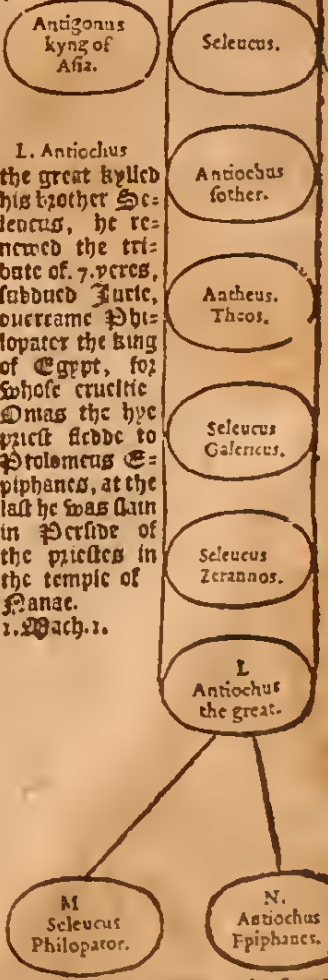 Antigonus
kyng of
Asia.
Seleucus.
L. Antiochus
the great kylled
his brother Se=
leucus, he re=
newed the tri=
bute of. 7. yeres,
subdued Jurie,
ouercame Phi=
lopater the king
of Egypt, for
whose crueltie
Onias the hye
priest fledde to
Ptolomeus E=
piphanes, at the
last he was slain
in Perside of
the priestes in
the temple of
Nanae.
1. Mach. 1.
Antiochus
sother.
Antheus.
Theos.
Seleucus
Galericus.
Seleucus
Zerannos.
L
Antiochus
the great.
M
Seleucus
Philopator.
N.
Antiochus
Epiphanes.